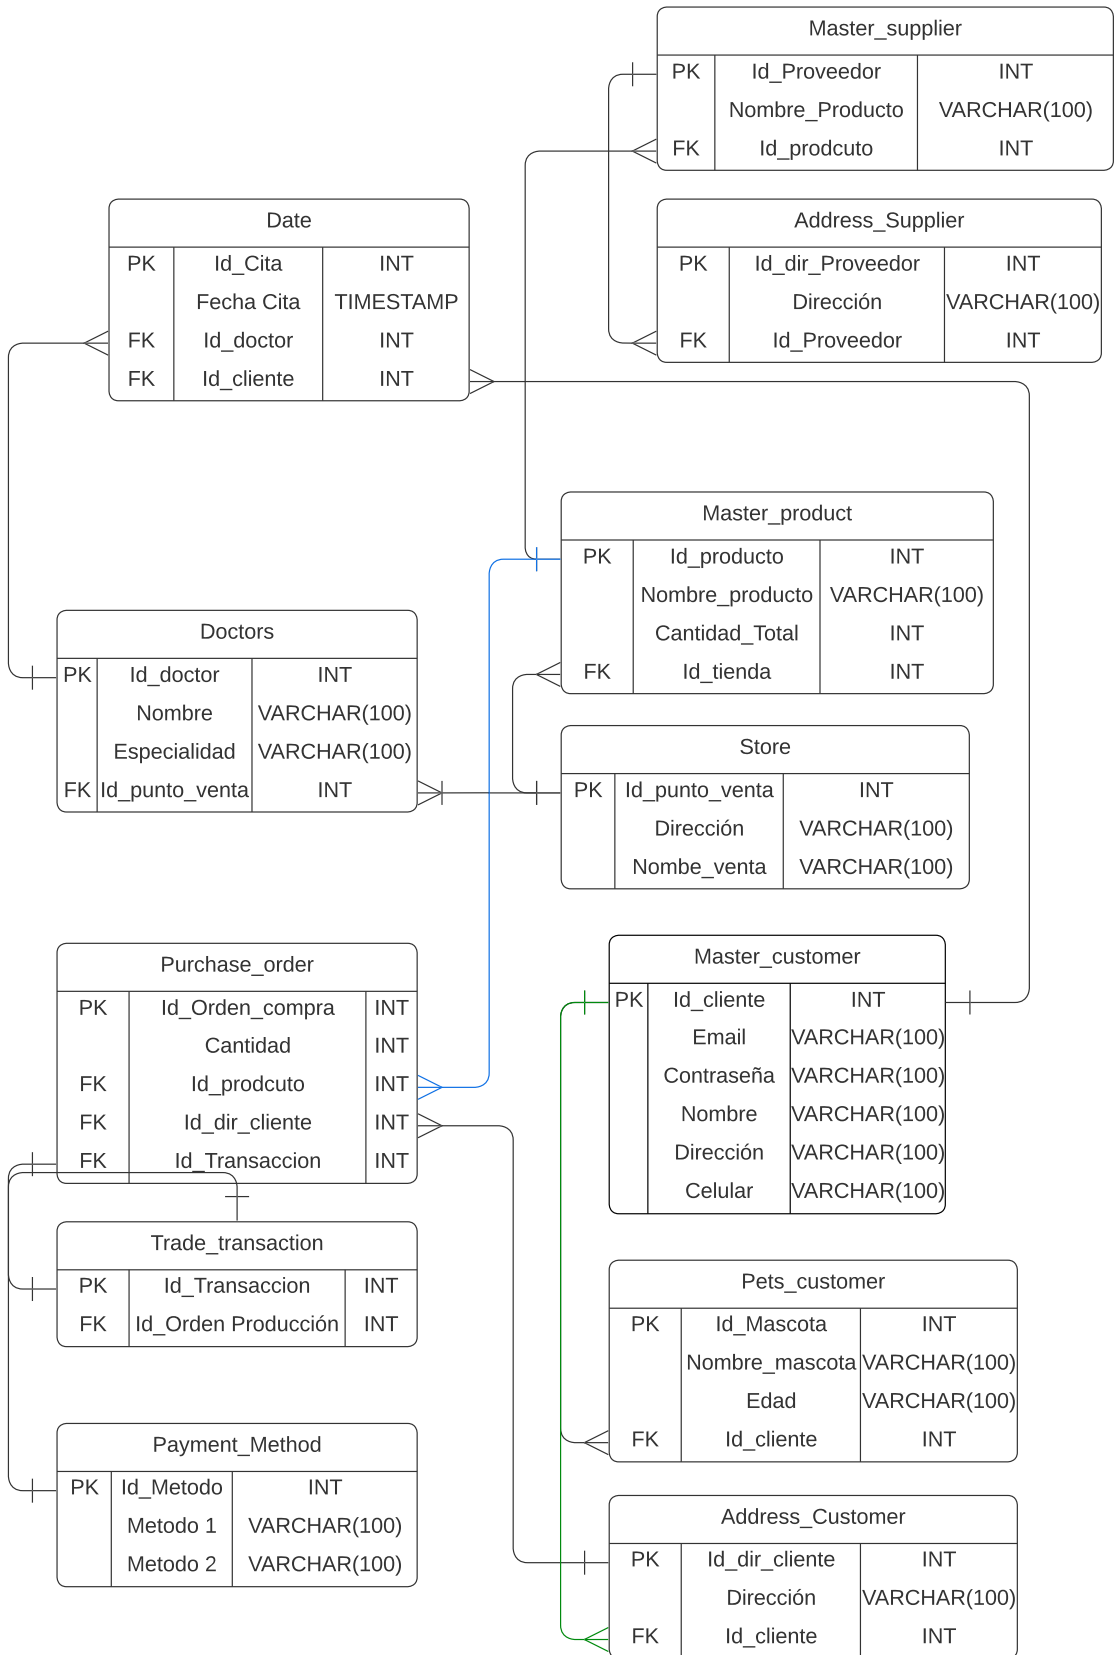 Master_supplier
PK Id_Proveedor INT
Nombre_Producto VARCHAR(100)
FK Id_prodcuto INT
Date
PK Id_Cita INT
Fecha Cita TIMESTAMP
FK Id_doctor INT
FK Id_cliente INT
Address_Supplier
PK Id_dir_Proveedor INT
Dirección VARCHAR(100)
FK Id_Proveedor INT
Master_product
PK Id_producto INT
Nombre_producto VARCHAR(100)
Cantidad_Total INT
FK Id_tienda INT
Doctors
PK Id_doctor INT
Nombre VARCHAR(100)
Especialidad VARCHAR(100)
FK Id_punto_venta INT
Store
PK Id_punto_venta INT
Dirección VARCHAR(100)
Nombe_venta VARCHAR(100)
Purchase_order
PK Id_Orden_compra INT
Cantidad INT
FK Id_prodcuto INT
FK Id_dir_cliente INT
FK Id_Transaccion INT
Master_customer
PK Id_cliente INT
Email VARCHAR(100)
Contraseña VARCHAR(100)
Nombre VARCHAR(100)
Dirección VARCHAR(100)
Celular VARCHAR(100)
Trade_transaction
PK Id_Transaccion INT
FK Id_Orden Producción INT
Pets_customer
PK Id_Mascota INT
Nombre_mascota VARCHAR(100)
Edad VARCHAR(100)
FK Id_cliente INT
Payment_Method
PK Id_Metodo INT
Metodo 1 VARCHAR(100)
Metodo 2 VARCHAR(100)
Address_Customer
PK Id_dir_cliente INT
Dirección VARCHAR(100)
FK Id_cliente INT